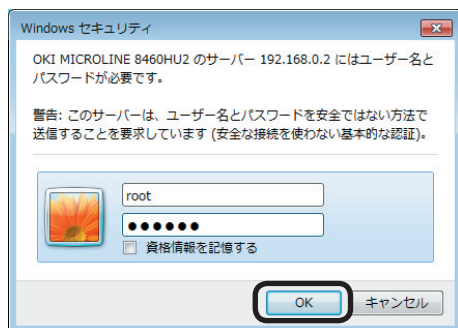 Windows セキュリティ
OKI MICROLINE 8460HU2 のサーバー 192.168.0.2 にはユーザー名と
パスワードが必要です。
警告: このサーバーは、ユーザー名とパスワードを安全ではない方法で
送信することを要求しています (安全な接続を使わない基本的な認証)。
root
●●●●●●
資格情報を記憶する
OK
キャンセル